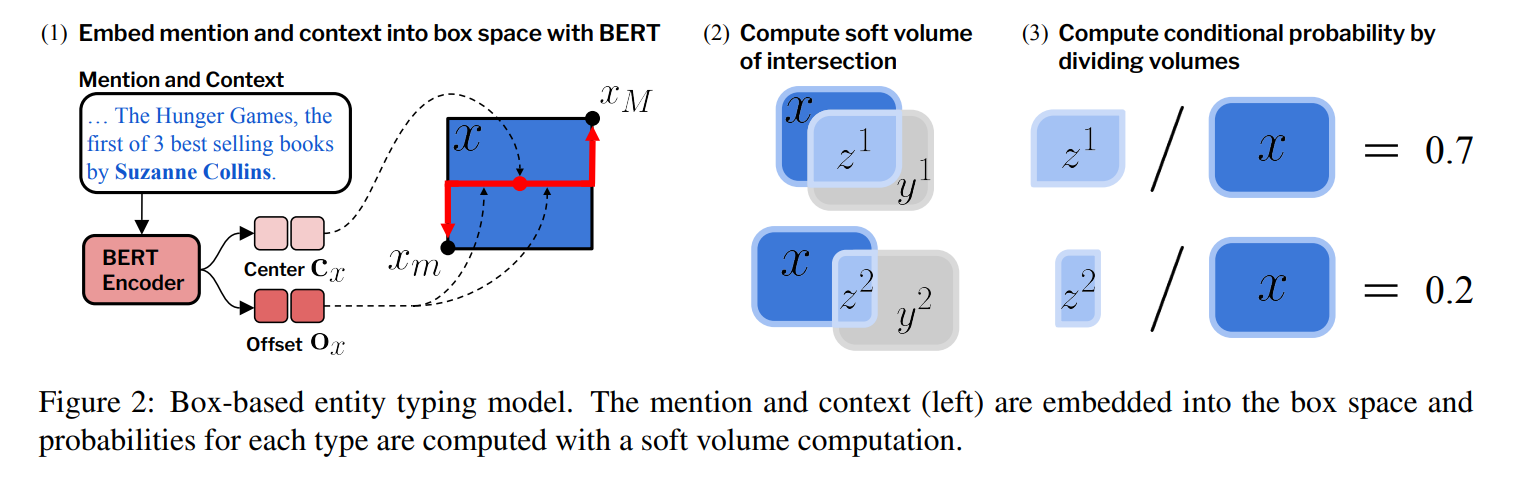 (1) Embed mention and context into box space with BERT
Mention and Context
… The Hunger Games, the
first of 3 best selling books
by Suzanne Collins.
BERT
Encoder
Center c_x
Offset o_x
x
x_M
x_m
(2) Compute soft volume
of intersection
x
z^1
y^1
x
z^2
y^2
(3) Compute conditional probability by
dividing volumes
z^1 / x = 0.7
z^2 / x = 0.2
Figure 2: Box-based entity typing model. The mention and context (left) are embedded into the box space and
probabilities for each type are computed with a soft volume computation.